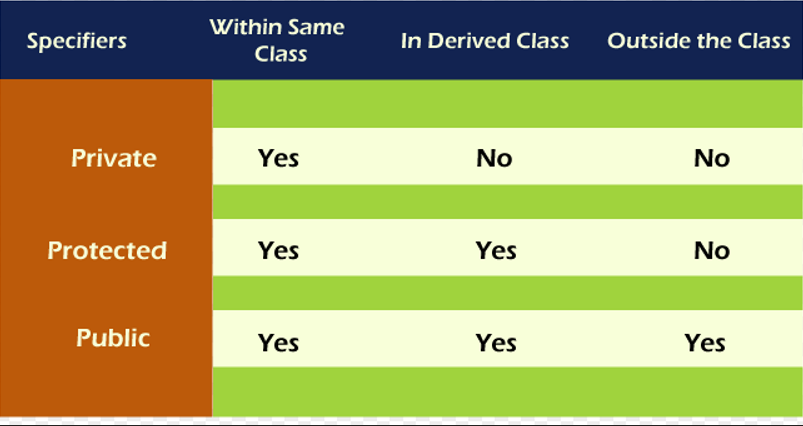 Specifiers
Within Same
Class
In Derived Class
Outside the Class
Private
Yes
No
No
Protected
Yes
Yes
No
Public
Yes
Yes
Yes